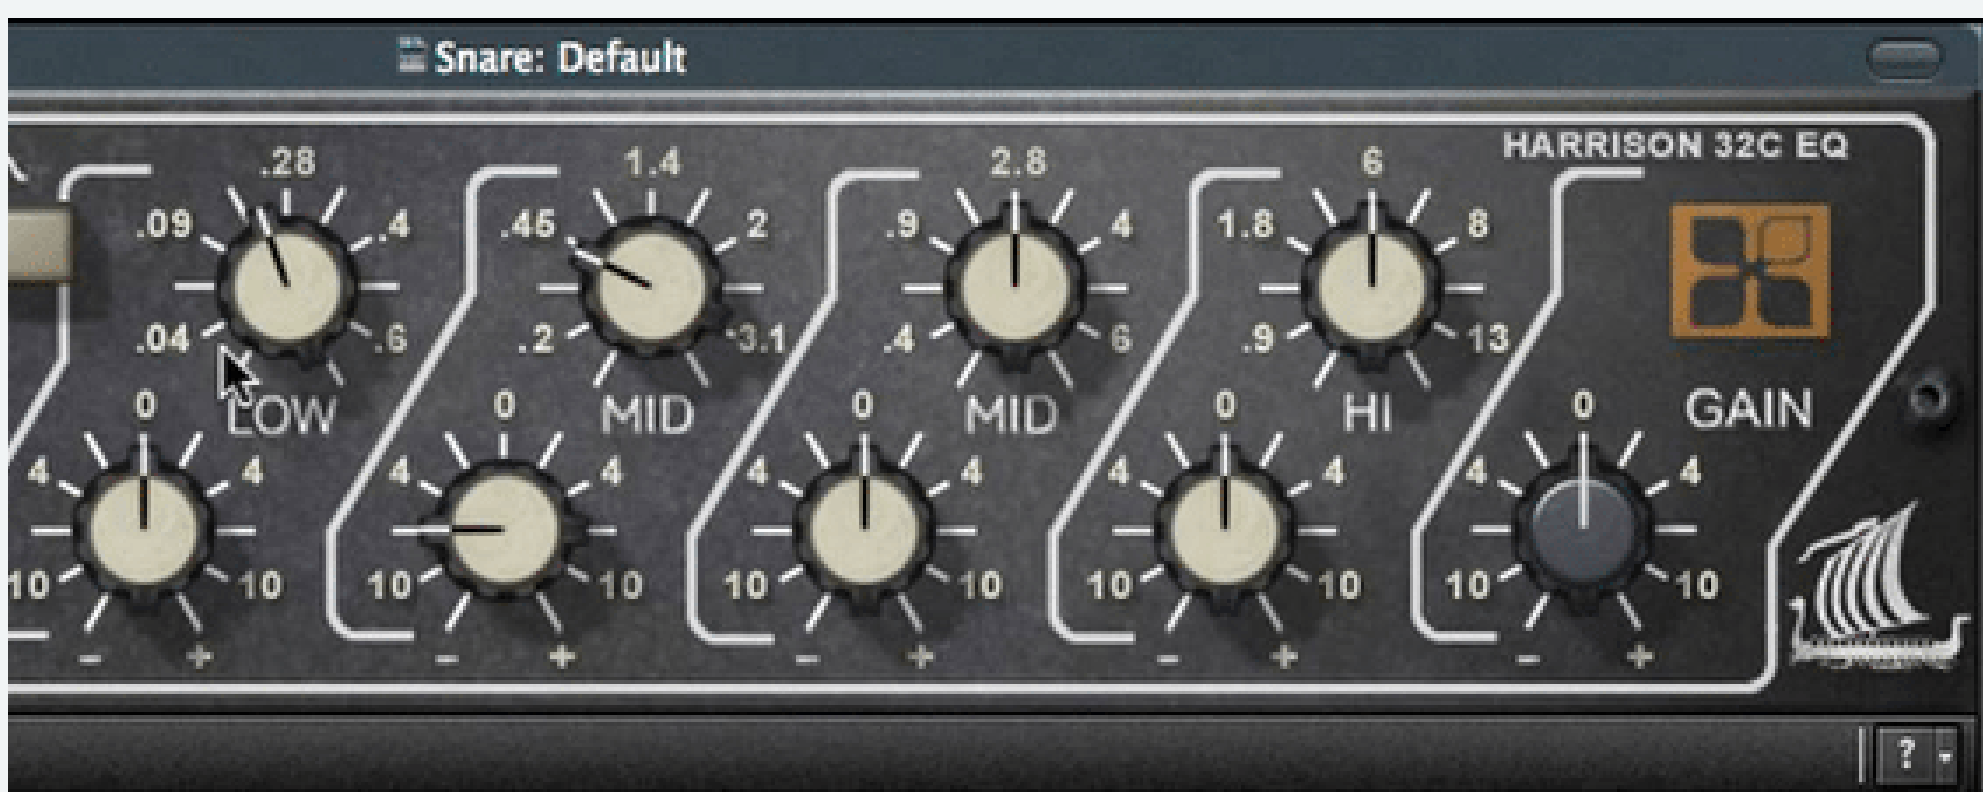 Snare: Default
HARRISON 32C EQ
.28 1.4 2.8 6
.09 .4 .45 2 .9 4 1.8 8
.04 .6 .2 3.1 .4 6 .9 13
LOW MID MID HI GAIN
0 0 0 0 0
4 4 4 4 4 4 4 4 4 4
10 10 10 10 10 10 10 10 10 10
- + - + - + - + - +
?